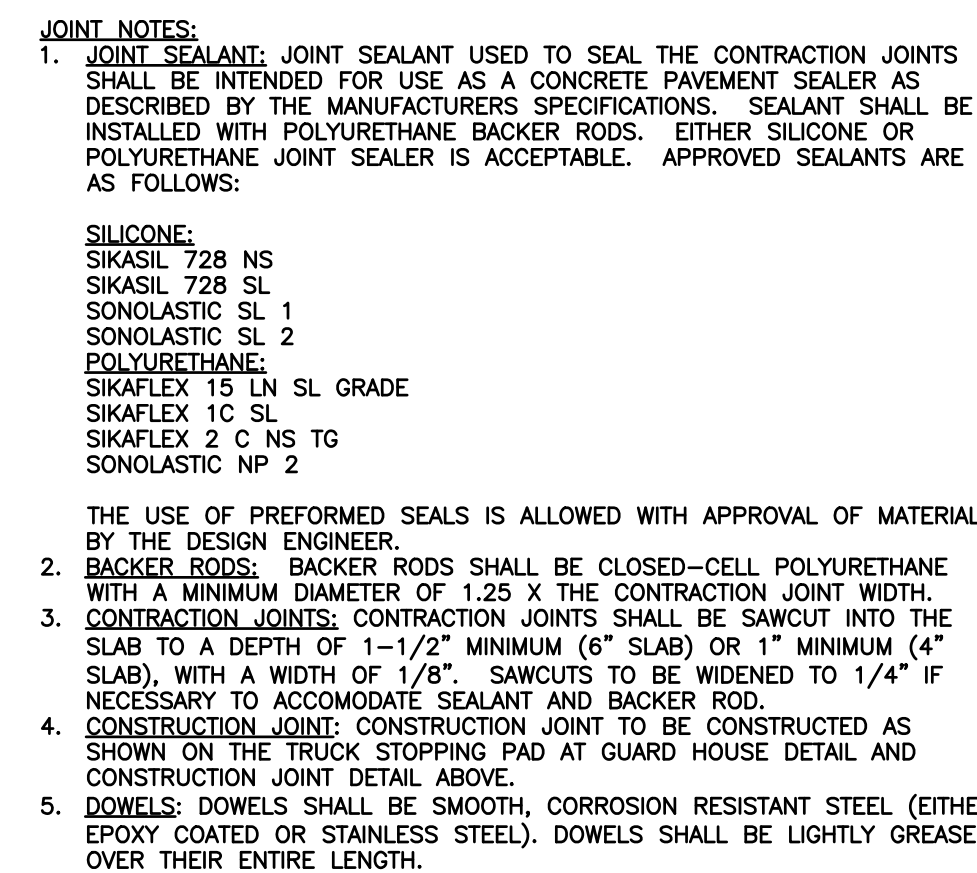 JOINT NOTES:
1. JOINT SEALANT: JOINT SEALANT USED TO SEAL THE CONTRACTION JOINTS
SHALL BE INTENDED FOR USE AS A CONCRETE PAVEMENT SEALER AS
DESCRIBED BY THE MANUFACTURERS SPECIFICATIONS. SEALANT SHALL BE
INSTALLED WITH POLYURETHANE BACKER RODS. EITHER SILICONE OR
POLYURETHANE JOINT SEALER IS ACCEPTABLE. APPROVED SEALANTS ARE
AS FOLLOWS:
SILICONE:
SIKASIL 728 NS
SIKASIL 728 SL
SONOLASTIC SL 1
SONOLASTIC SL 2
POLYURETHANE:
SIKAFLEX 15 LN SL GRADE
SIKAFLEX 1C SL
SIKAFLEX 2 C NS TG
SONOLASTIC NP 2
THE USE OF PREFORMED SEALS IS ALLOWED WITH APPROVAL OF MATERIAL
BY THE DESIGN ENGINEER.
2. BACKER RODS: BACKER RODS SHALL BE CLOSED-CELL POLYURETHANE
WITH A MINIMUM DIAMETER OF 1.25 X THE CONTRACTION JOINT WIDTH.
3. CONTRACTION JOINTS: CONTRACTION JOINTS SHALL BE SAWCUT INTO THE
SLAB TO A DEPTH OF 1-1/2" MINIMUM (6" SLAB) OR 1" MINIMUM (4"
SLAB), WITH A WIDTH OF 1/8". SAWCUTS TO BE WIDENED TO 1/4" IF
NECESSARY TO ACCOMODATE SEALANT AND BACKER ROD.
4. CONSTRUCTION JOINT: CONSTRUCTION JOINT TO BE CONSTRUCTED AS
SHOWN ON THE TRUCK STOPPING PAD AT GUARD HOUSE DETAIL AND
CONSTRUCTION JOINT DETAIL ABOVE.
5. DOWELS: DOWELS SHALL BE SMOOTH, CORROSION RESISTANT STEEL (EITHE
EPOXY COATED OR STAINLESS STEEL). DOWELS SHALL BE LIGHTLY GREASE
OVER THEIR ENTIRE LENGTH.